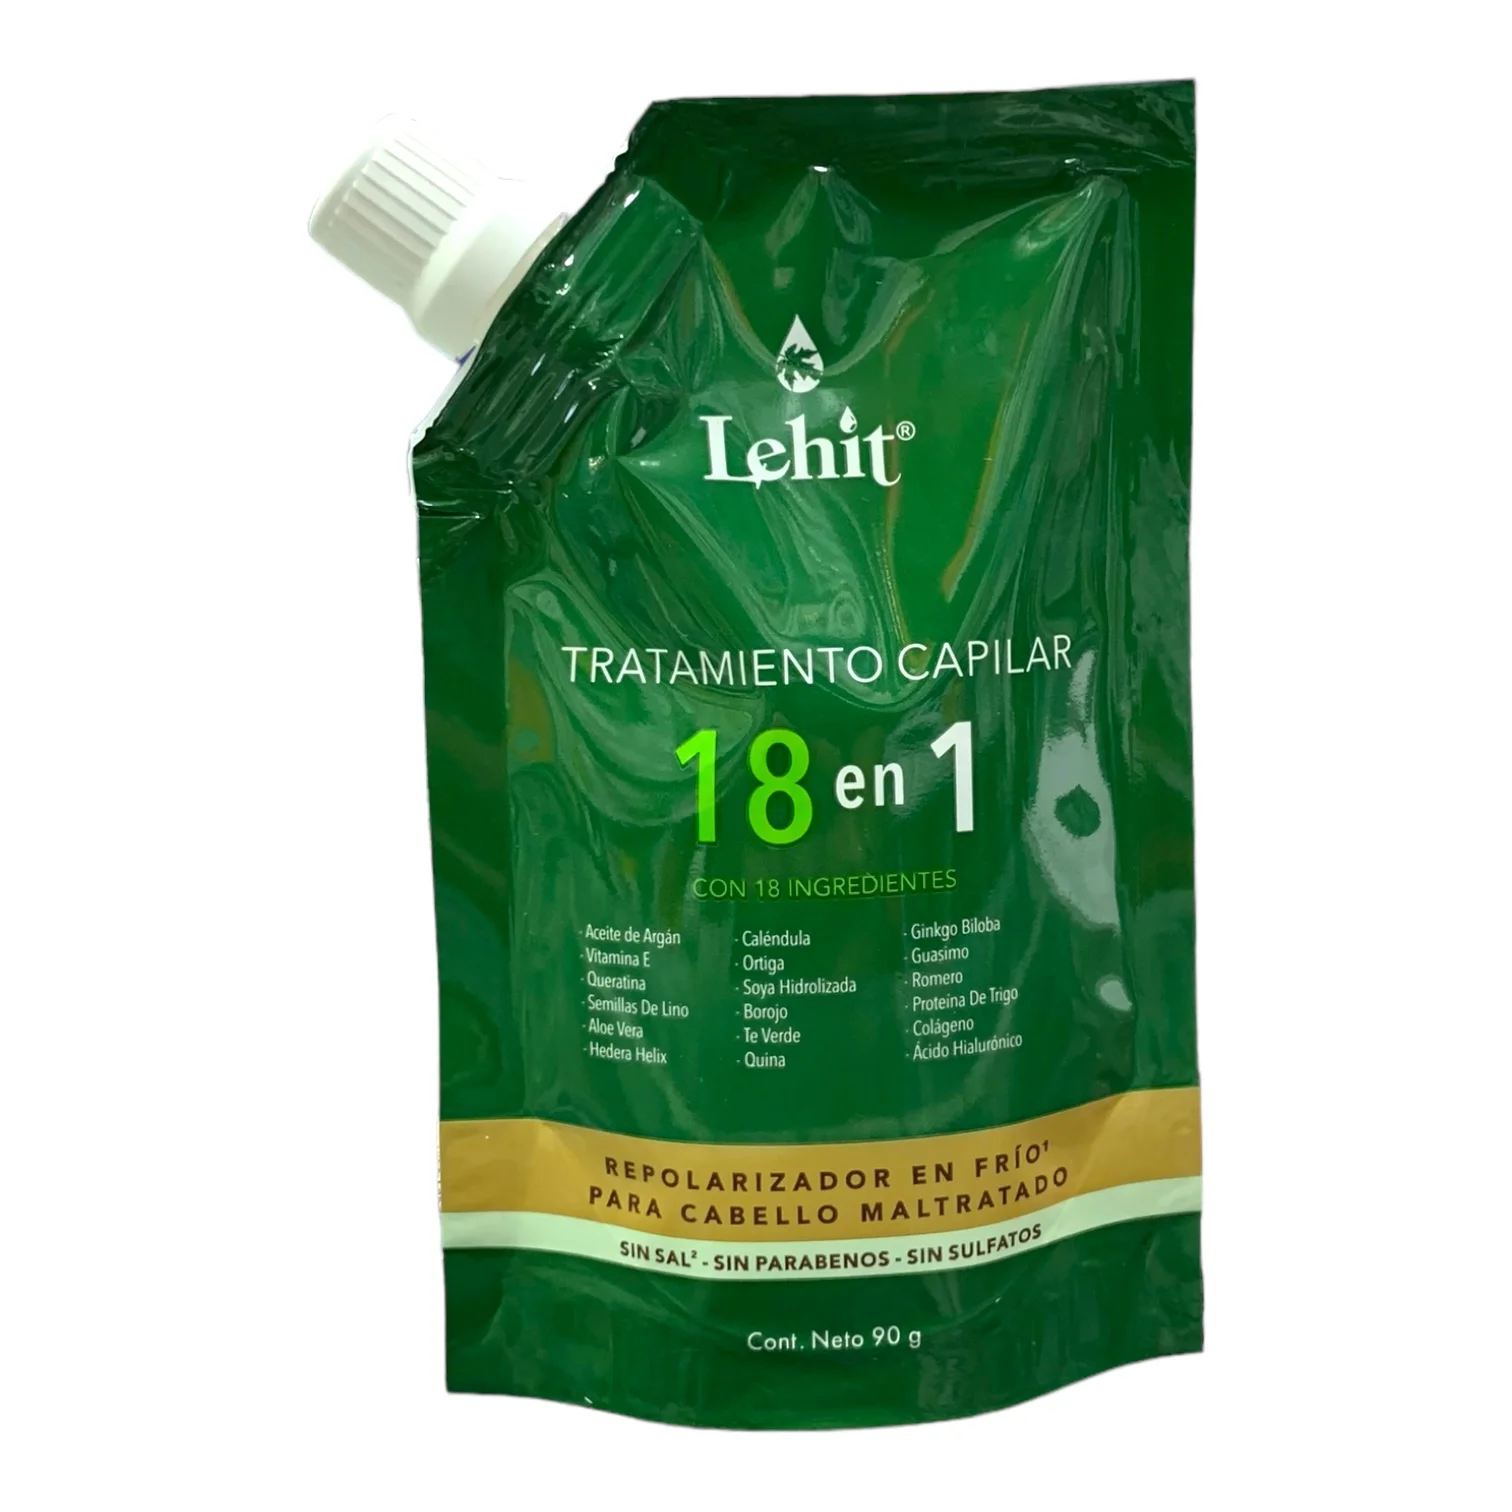 Lehit®
TRATAMIENTO CAPILAR
18 en 1
CON 18 INGREDIENTES
· Aceite de Argán
· Vitamina E
· Queratina
· Semillas De Lino
· Aloe Vera
· Hedera Helix
· Caléndula
· Ortiga
· Soya Hidrolizada
· Borojo
· Te Verde
· Quina
· Ginkgo Biloba
· Guasimo
· Romero
· Proteina De Trigo
· Colágeno
· Ácido Hialurónico
REPOLARIZADOR EN FRÍO¹
PARA CABELLO MALTRATADO
SIN SAL² - SIN PARABENOS - SIN SULFATOS
Cont. Neto 90 g